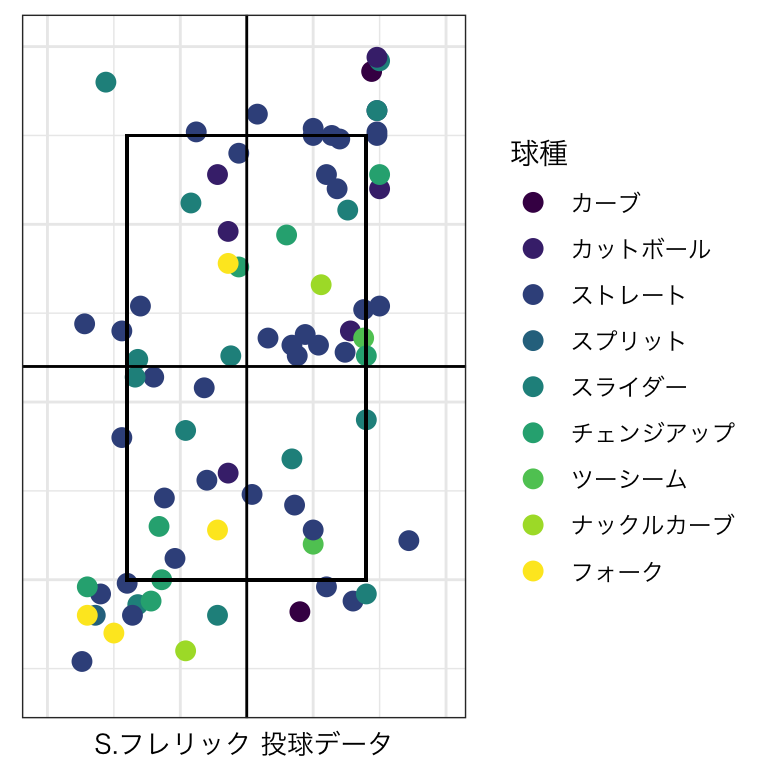 球種
カーブ
カットボール
ストレート
スプリット
スライダー
チェンジアップ
ツーシーム
ナックルカーブ
フォーク
S.フレリック 投球データ